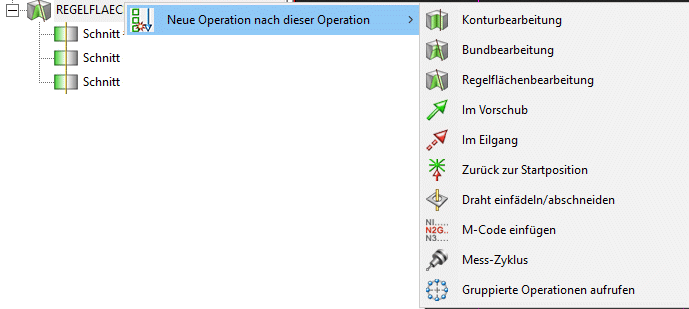 REGELFLAEC
Schnitt
Schnitt
Schnitt
Neue Operation nach dieser Operation
Konturbearbeitung
Bundbearbeitung
Regelflächenbearbeitung
Im Vorschub
Im Eilgang
Zurück zur Startposition
Draht einfädeln/abschneiden
N1.....
N2G..
N3....
M-Code einfügen
Mess-Zyklus
Gruppierte Operationen aufrufen